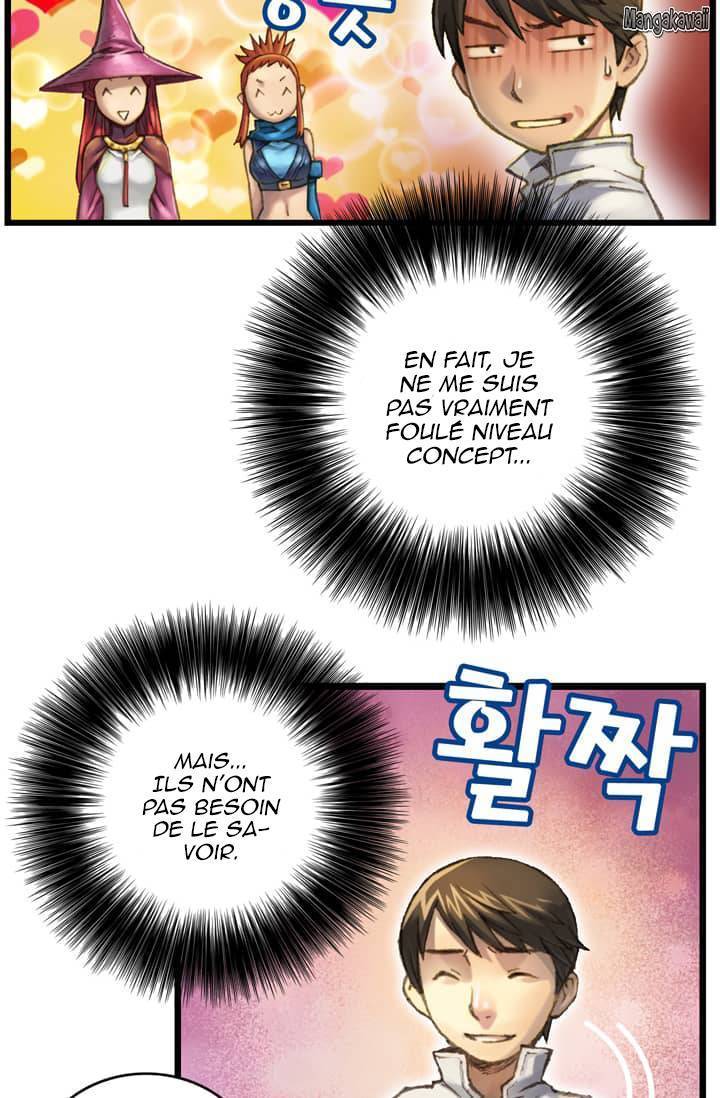 Mangakawaii
EN FAIT, JE
NE ME SUIS
PAS VRAIMENT
FOULÉ NIVEAU
CONCEPT...
활짝
MAIS...
ILS N'ONT
PAS BESOIN
DE LE SA-
VOIR.